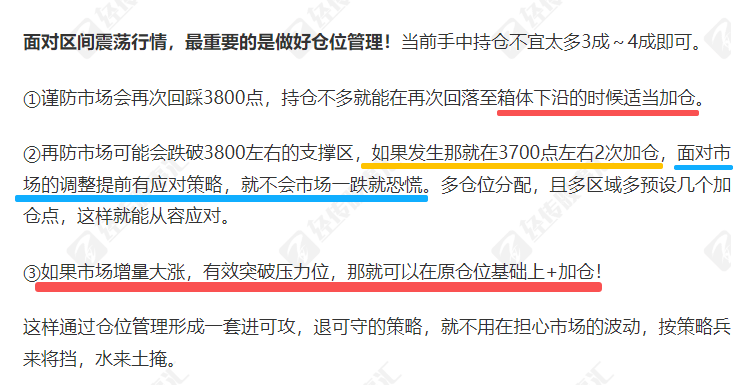 面对区间震荡行情，最重要的是做好仓位管理！当前手中持仓不宜太多3成～4成即可。
①谨防市场会再次回踩3800点，持仓不多就能在再次回落至箱体下沿的时候适当加仓。
②再防市场可能会跌破3800左右的支撑区，如果发生那就在3700点左右2次加仓，面对市
场的调整提前有应对策略，就不会市场一跌就恐慌。多仓位分配，且多区域多预设几个加
仓点，这样就能从容应对。
③如果市场增量大涨，有效突破压力位，那就可以在原仓位基础上+加仓！
这样通过仓位管理形成一套进可攻，退可守的策略，就不用在担心市场的波动，按策略兵
来将挡，水来土掩。